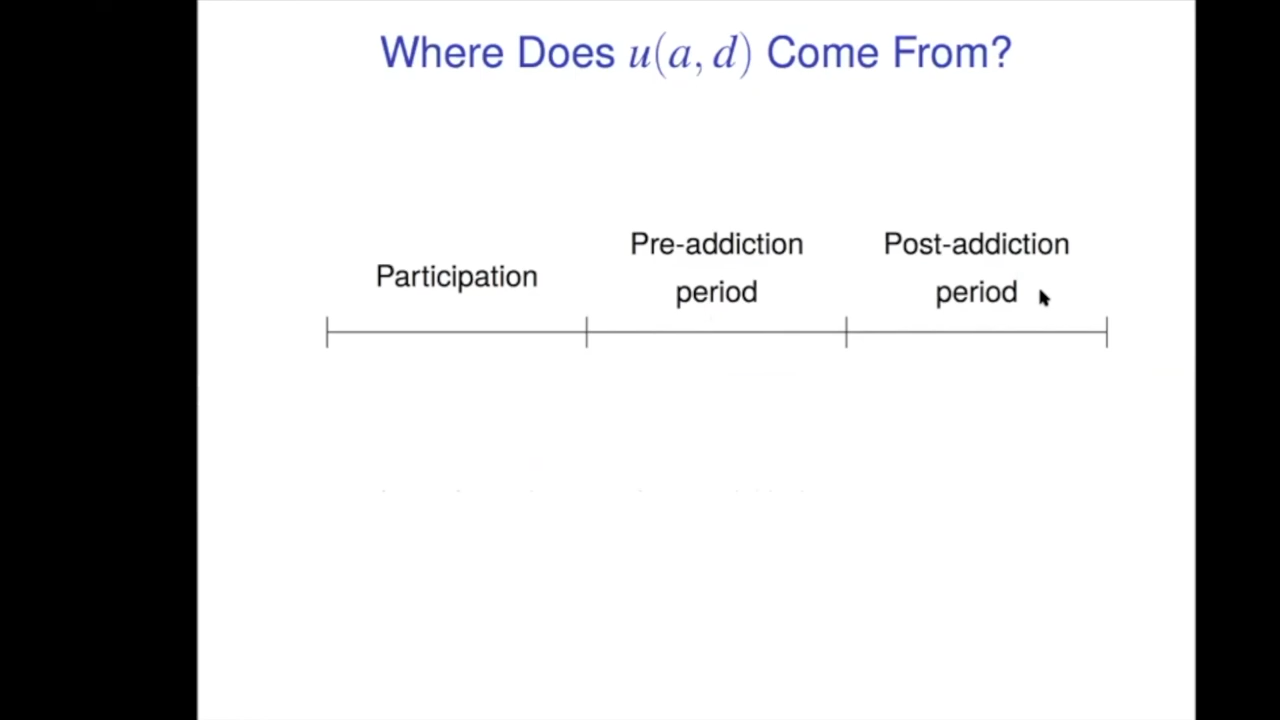 Where Does u(a, d) Come From?
Participation
Pre-addiction
period
Post-addiction
period